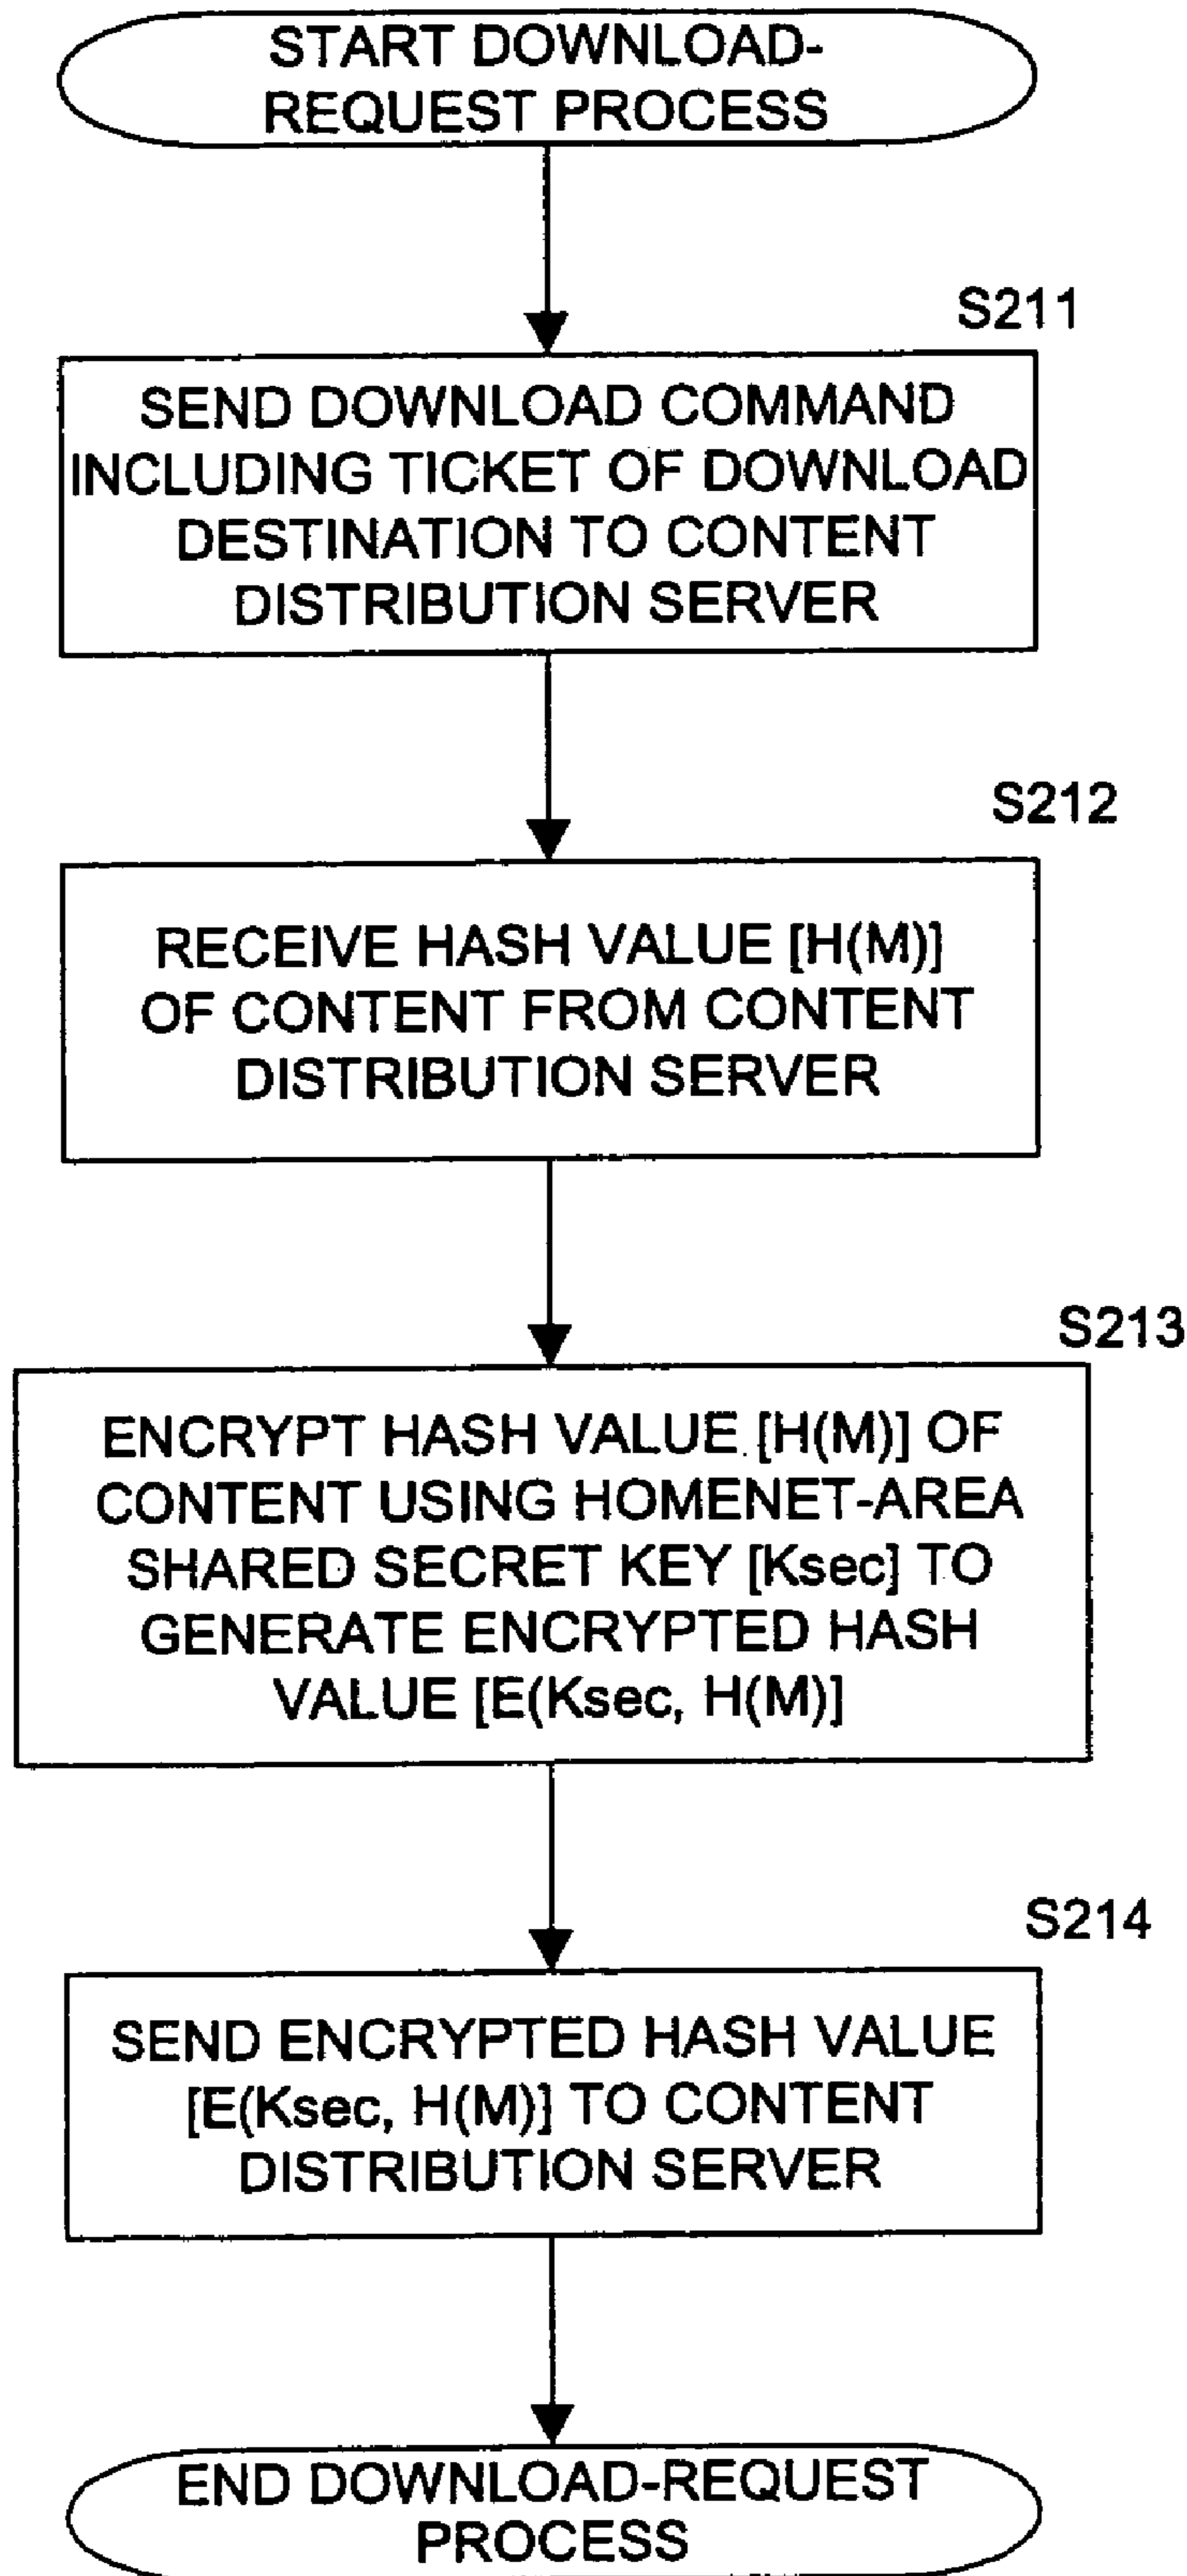 START DOWNLOAD-
REQUEST PROCESS
S211
SEND DOWNLOAD COMMAND
INCLUDING TICKET OF DOWNLOAD
DESTINATION TO CONTENT
DISTRIBUTION SERVER
S212
RECEIVE HASH VALUE [H(M)]
OF CONTENT FROM CONTENT
DISTRIBUTION SERVER
S213
ENCRYPT HASH VALUE [H(M)] OF
CONTENT USING HOMENET-AREA
SHARED SECRET KEY [Ksec] TO
GENERATE ENCRYPTED HASH
VALUE [E(Ksec, H(M)]
S214
SEND ENCRYPTED HASH VALUE
[E(Ksec, H(M)] TO CONTENT
DISTRIBUTION SERVER
END DOWNLOAD-REQUEST
PROCESS